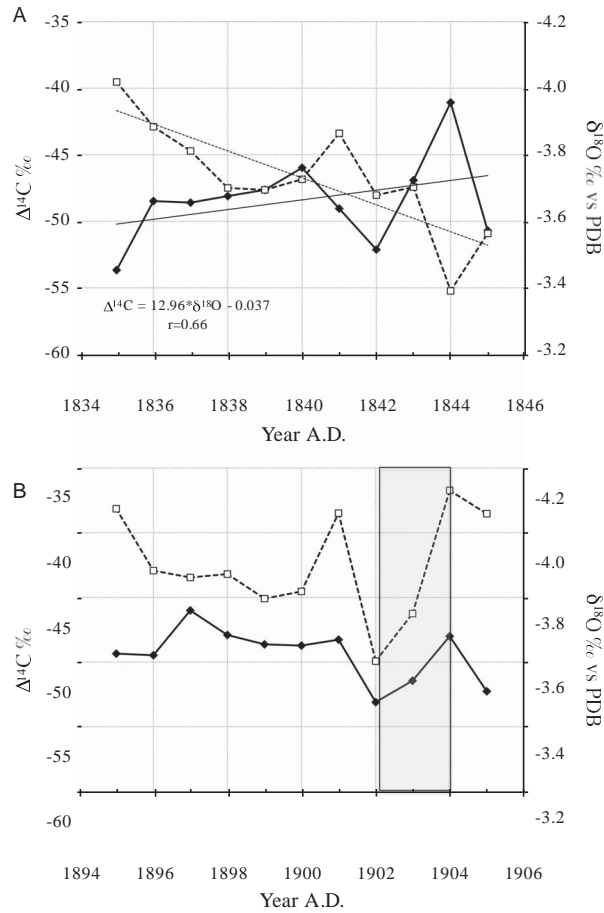 A
-35
-40
-45
-50
-55
-60
Δ¹⁴C ‰
-4.2
-4.0
-3.8
-3.6
-3.4
-3.2
δ¹⁸O ‰ vs PDB
Δ¹⁴C = 12.96*δ¹⁸O - 0.037
r=0.66
1834 1836 1838 1840 1842 1844 1846
Year A.D.
B
-35
-40
-45
-50
-55
-60
Δ¹⁴C ‰
-4.2
-4.0
-3.8
-3.6
-3.4
-3.2
δ¹⁸O ‰ vs PDB
1894 1896 1898 1900 1902 1904 1906
Year A.D.